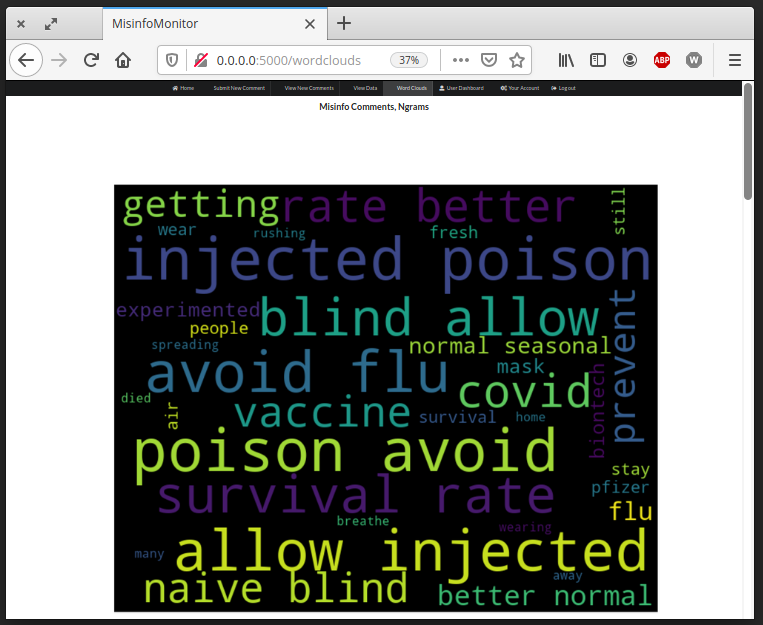 MisinfoMonitor
0.0.0.0:5000/wordclouds
37%
ABP
W
Home
Submit New Comment
View New Comments
View Data
Word Clouds
User Dashboard
Your Account
Log out
Misinfo Comments, Ngrams
getting
rate better
still
wear
rushing
fresh
injected poison
experimented
blind allow
prevent
people
spreading
normal seasonal
avoid flu
mask
covid
biontech
died
air
vaccine
survival
home
poison avoid
stay
survival rate
pfizer
flu
breathe
wearing
many
allow injected
away
naive blind
better normal